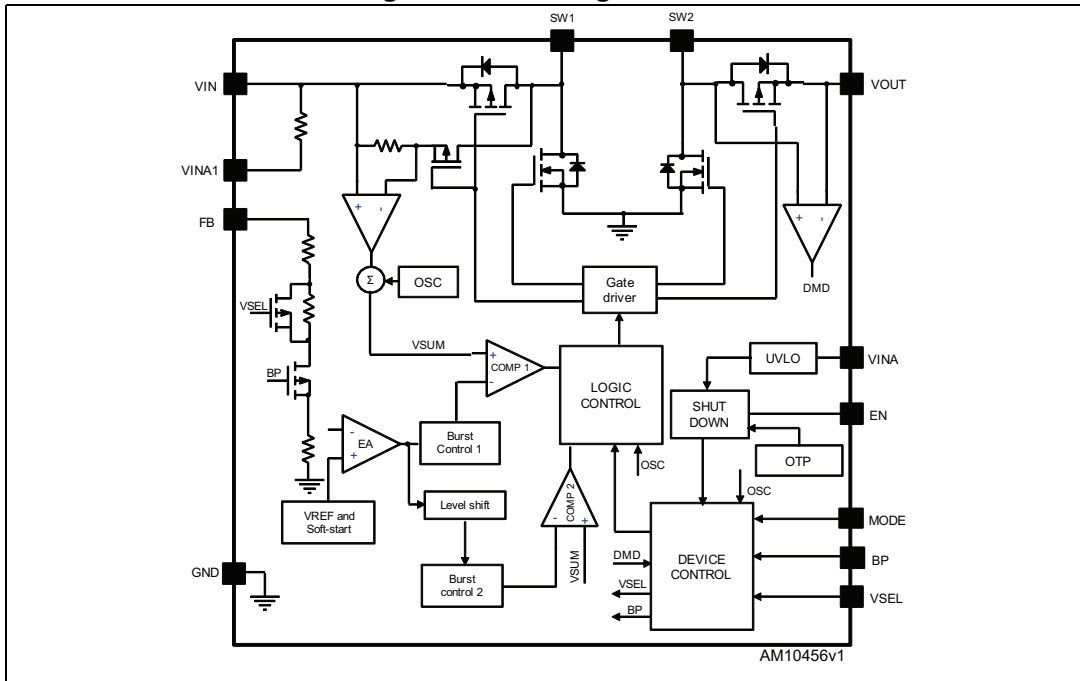 SW1
SW2
VIN
VOUT
VINA1
+ -
+ -
FB
Σ
OSC
Gate
driver
DMD
VSEL
VSUM
+
-
COMP 1
UVLO
VINA
BP
LOGIC
CONTROL
SHUT
DOWN
EN
-
+
EA
Burst
Control 1
OSC
OTP
VREF and
Soft-start
Level shift
COMP 2
- +
OSC
MODE
GND
Burst
control 2
VSUM
DMD
VSEL
BP
DEVICE
CONTROL
BP
VSEL
AM10456v1